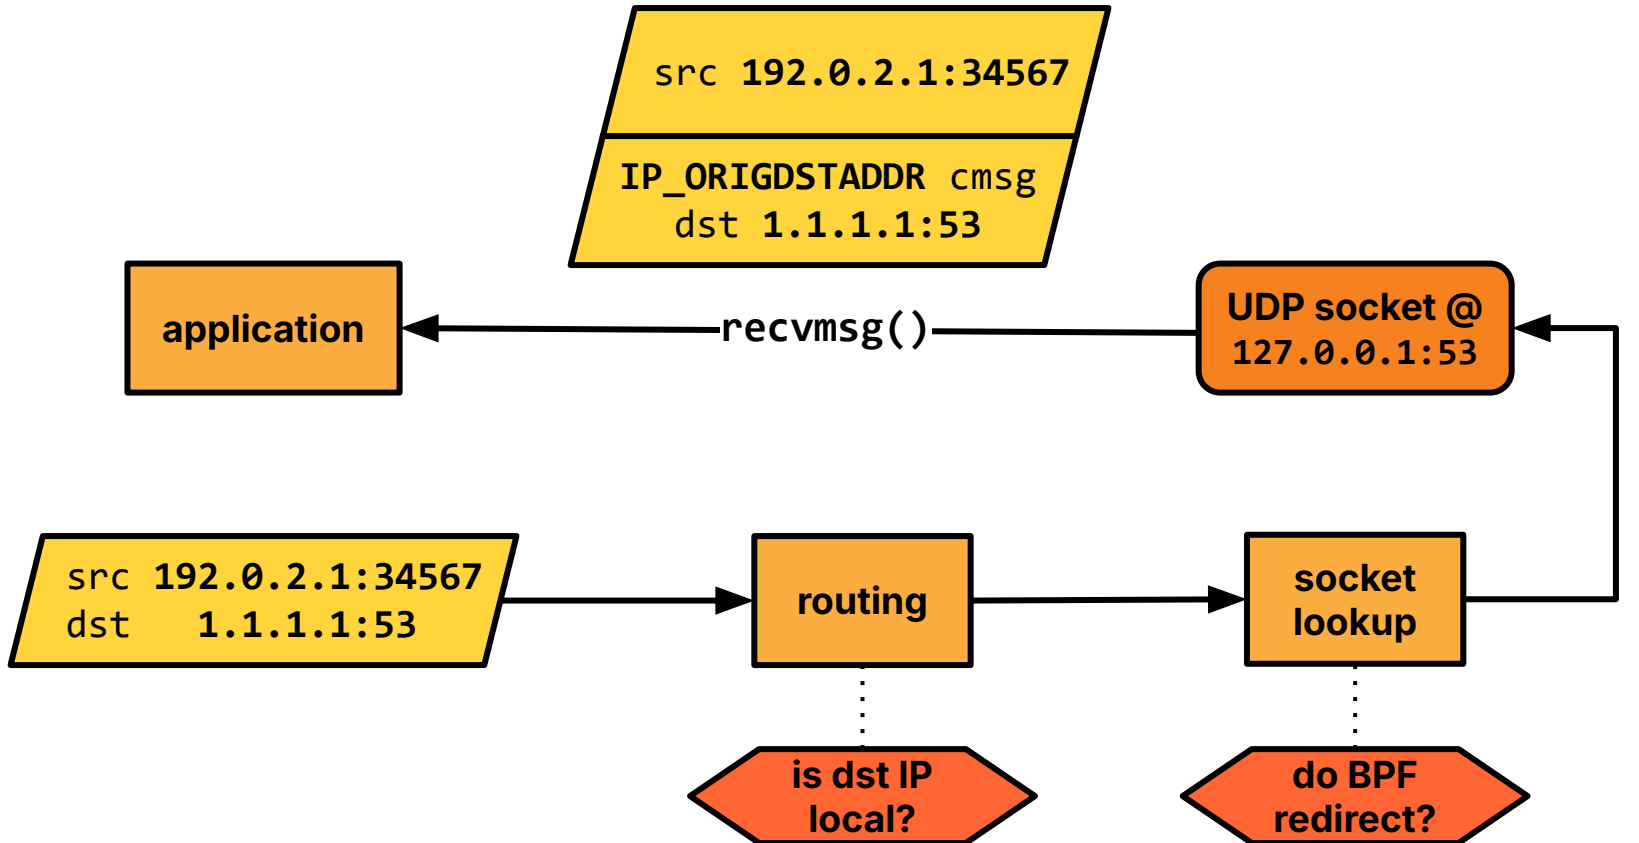 src 192.0.2.1:34567
IP_ORIGDSTADDR cmsg
dst 1.1.1.1:53
application
recvmsg()
UDP socket @
127.0.0.1:53
src 192.0.2.1:34567
dst 1.1.1.1:53
routing
socket
lookup
is dst IP
local?
do BPF
redirect?